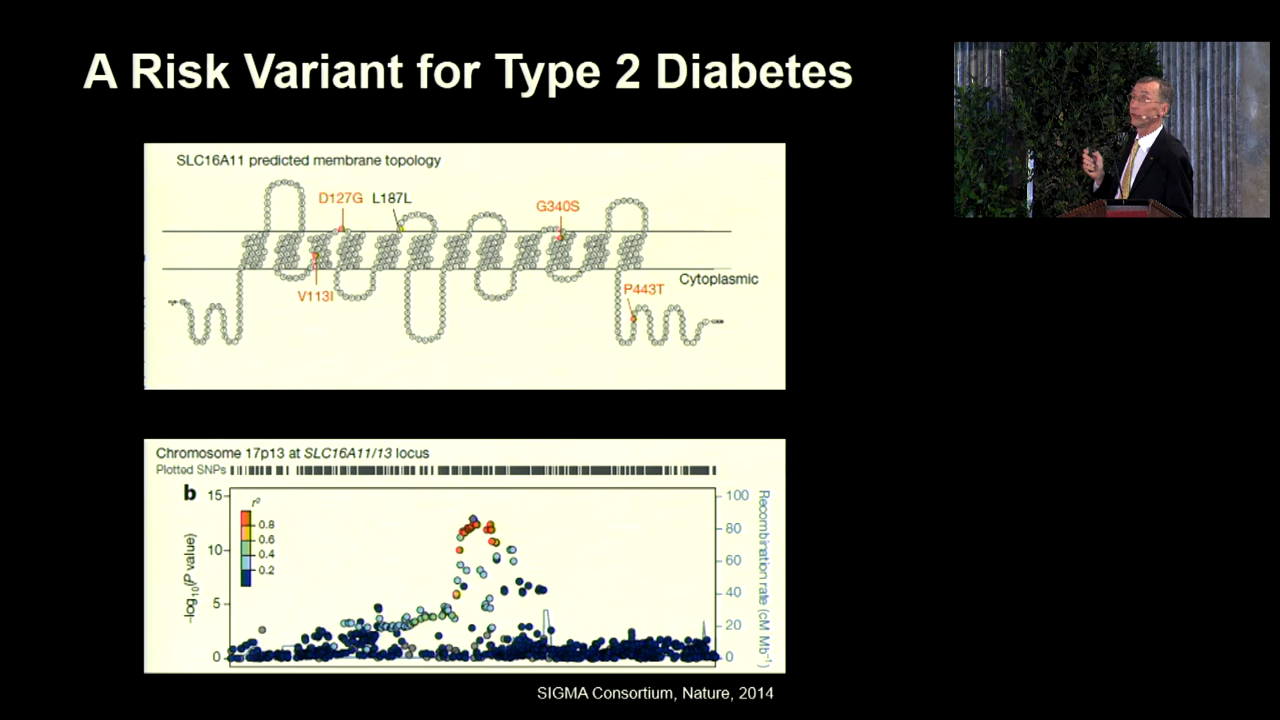 A Risk Variant for Type 2 Diabetes
SLC16A11 predicted membrane topology
D127G L187L
G340S
Cytoplasmic
V113I
P443T
Chromosome 17p13 at SLC16A11/13 locus
Plotted SNPs
b
15
10
5
0
-log10(P value)
r2
0.8
0.6
0.4
0.2
100
80
60
40
20
0
Recombination rate (cM Mb-1)
SIGMA Consortium, Nature, 2014